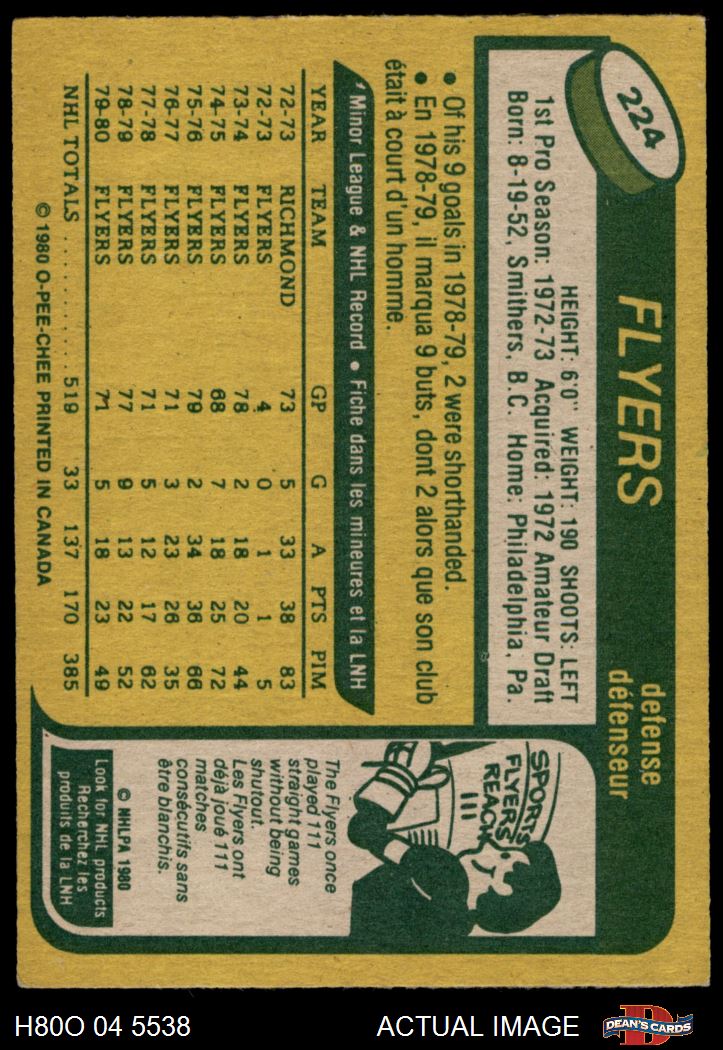 224
FLYERS
defense
défenseur
HEIGHT: 6'0" WEIGHT: 190 SHOOTS: LEFT
1st Pro Season: 1972-73 Acquired: 1972 Amateur Draft
Born: 8-19-52, Smithers, B.C. Home: Philadelphia, Pa.
• Of his 9 goals in 1978-79, 2 were shorthanded.
• En 1978-79, il marqua 9 buts, dont 2 alors que son club
était à court d'un homme.
*Minor League & NHL Record • Fiche dans les mineures et la LNH
YEAR TEAM GP G A PTS PIM
72-73 RICHMOND 73 5 33 38 83
72-73 FLYERS 4 0 1 1 5
73-74 FLYERS 78 2 18 20 44
74-75 FLYERS 68 7 18 25 72
75-76 FLYERS 79 2 34 36 66
76-77 FLYERS 71 3 23 26 35
77-78 FLYERS 71 5 12 17 62
78-79 FLYERS 77 9 13 22 52
79-80 FLYERS 71 5 18 23 49
NHL TOTALS .......... 519 33 137 170 385
© 1980 O-PEE-CHEE PRINTED IN CANADA
SPORTS
FLYERS
REACH
111
The Flyers once
played 111
straight games
without being
shutout.
Les Flyers ont
déjà joué 111
matches
consécutifs sans
être blanchis.
© NHLPA 1980
Look for NHL products
Recherchez les
produits de la LNH
H80O 04 5538
ACTUAL IMAGE
D
DEAN'S CARDS